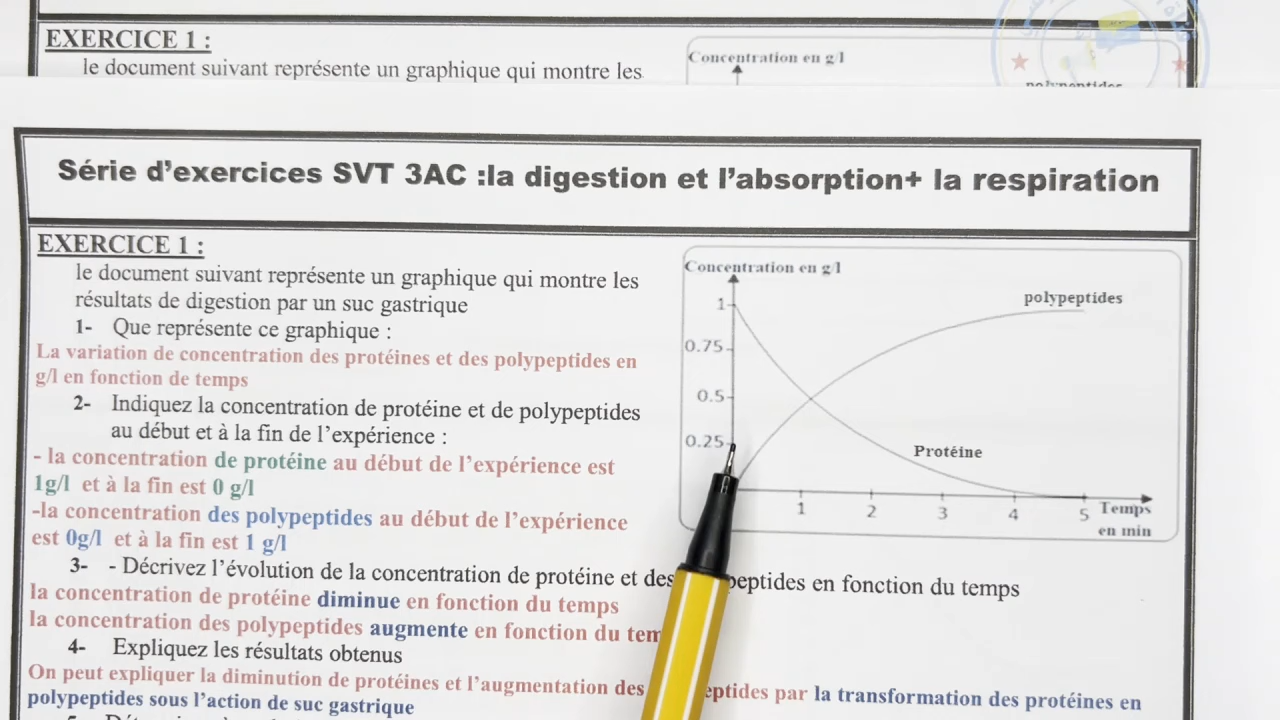 EXERCICE 1 :
le document suivant représente un graphique qui montre les
Concentration en g/l
polypeptides
Série d'exercices SVT 3AC :la digestion et l'absorption+ la respiration
EXERCICE 1 :
le document suivant représente un graphique qui montre les
résultats de digestion par un suc gastrique
1- Que représente ce graphique :
La variation de concentration des protéines et des polypeptides en
g/l en fonction de temps
2- Indiquez la concentration de protéine et de polypeptides
au début et à la fin de l'expérience :
- la concentration de protéine au début de l'expérience est
1g/l et à la fin est 0 g/l
-la concentration des polypeptides au début de l'expérience
est 0g/l et à la fin est 1 g/l
Concentration en g/l
1
0.75
0.5
0.25
polypeptides
Protéine
1 2 3 4 5 Temps
en min
3- - Décrivez l'évolution de la concentration de protéine et des peptides en fonction du temps
la concentration de protéine diminue en fonction du temps
la concentration des polypeptides augmente en fonction du tem
4- Expliquez les résultats obtenus
On peut expliquer la diminution de protéines et l'augmentation des eptides par la transformation des protéines en
polypeptides sous l'action de suc gastrique